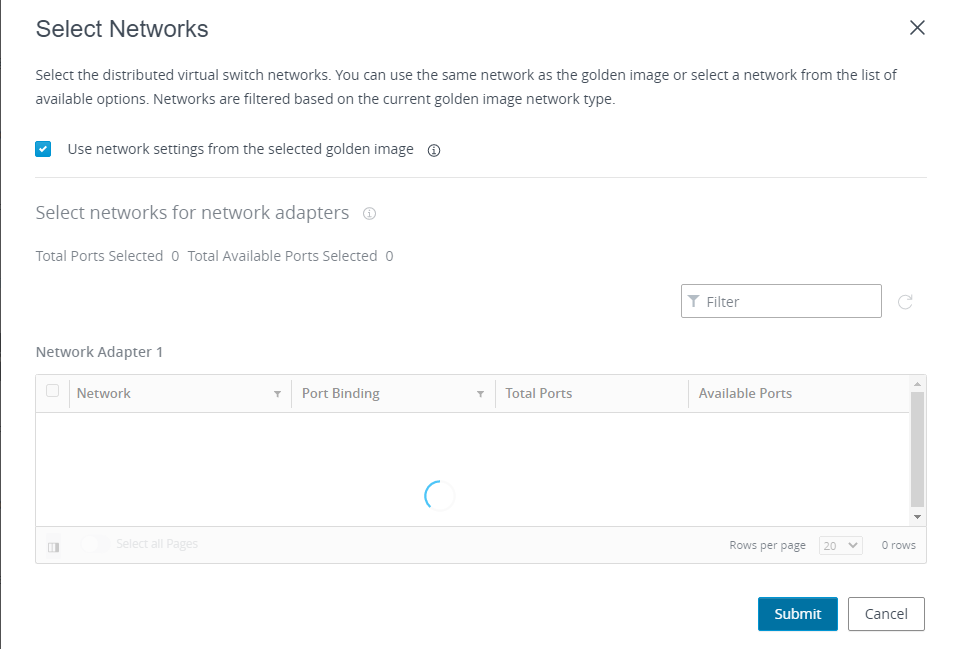 Select Networks
Select the distributed virtual switch networks. You can use the same network as the golden image or select a network from the list of
available options. Networks are filtered based on the current golden image network type.
Use network settings from the selected golden image
Select networks for network adapters
Total Ports Selected 0 Total Available Ports Selected 0
Filter
Network Adapter 1
Network Port Binding Total Ports Available Ports
Select all Pages Rows per page 20 0 rows
Submit Cancel